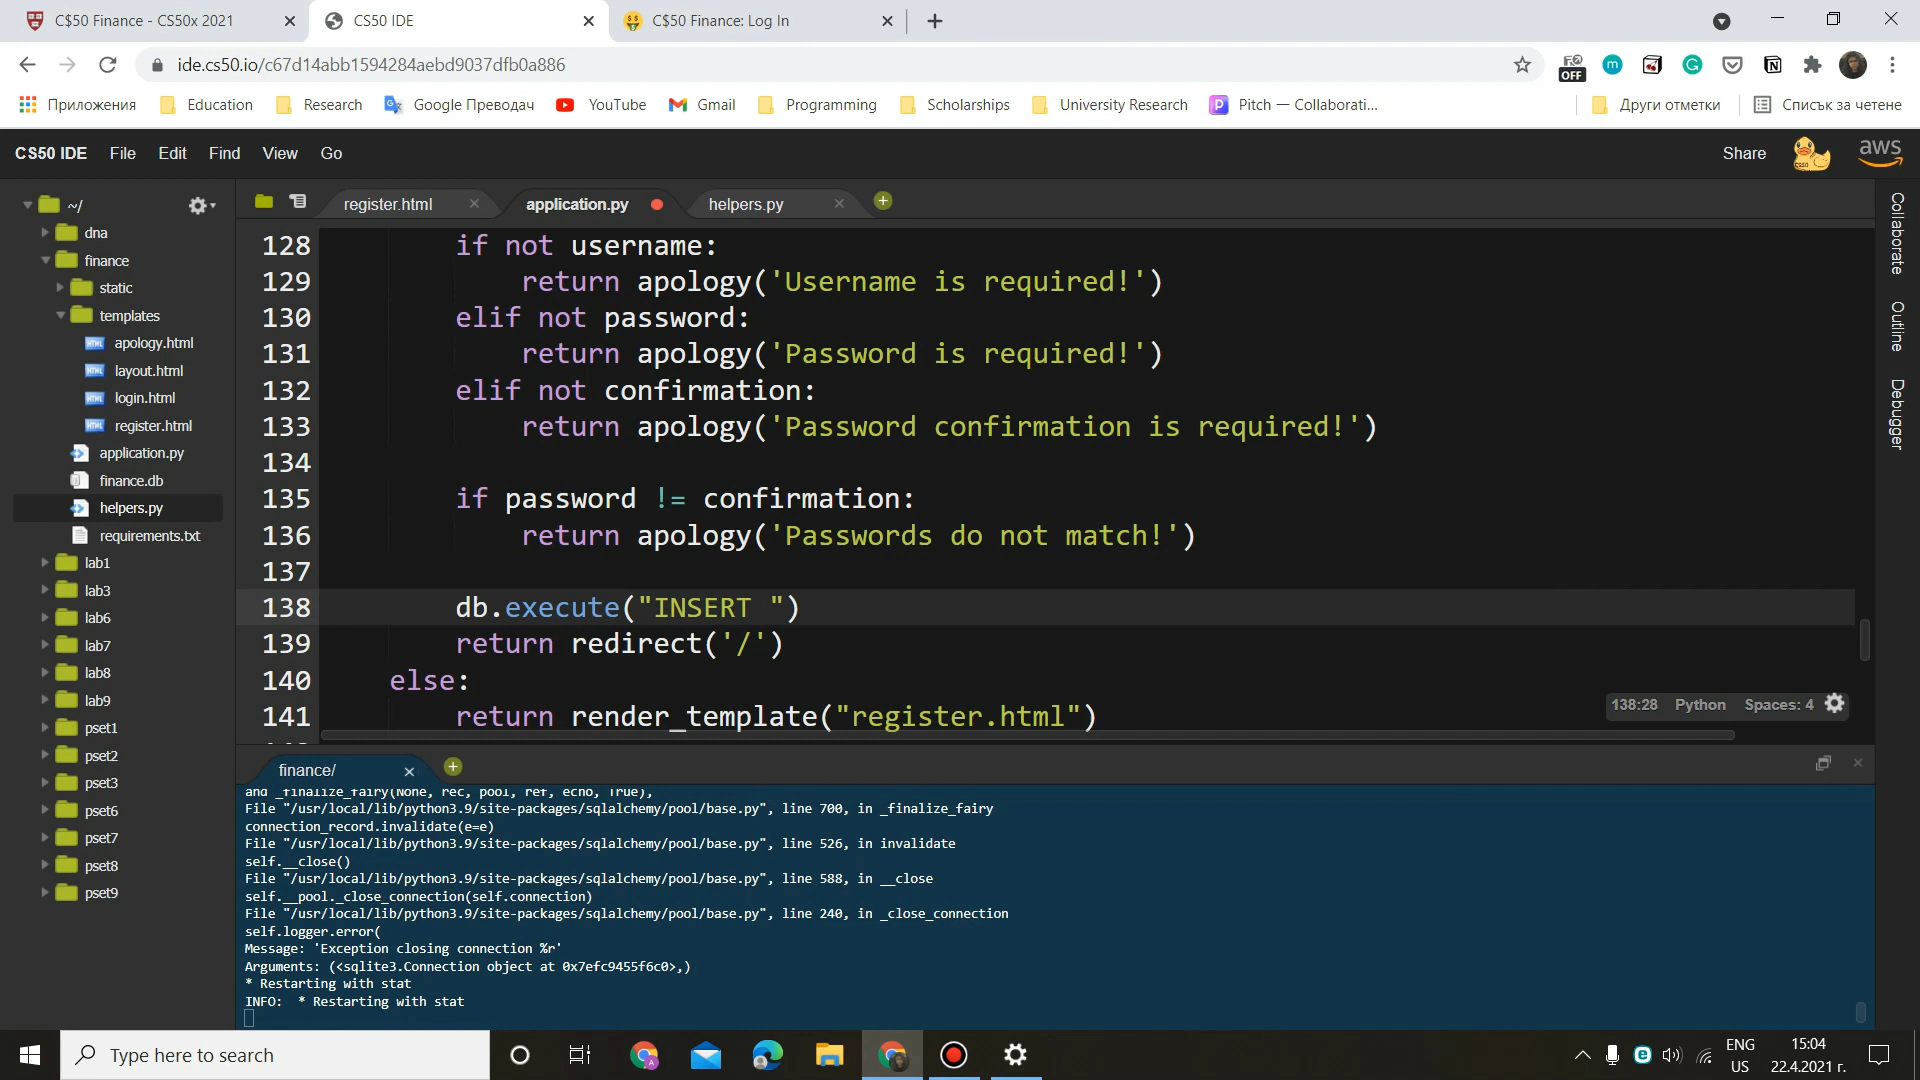 C$50 Finance - CS50x 2021
CS50 IDE
C$50 Finance: Log In
ide.cs50.io/c67d14abb1594284aebd9037dfb0a886
OFF
Приложения
Education
Research
Google Преводач
YouTube
Gmail
Programming
Scholarships
University Research
Pitch — Collaborati...
Други отметки
Списък за четене
CS50 IDE File Edit Find View Go
Share
aws
~/
dna
finance
static
templates
apology.html
layout.html
login.html
register.html
application.py
finance.db
helpers.py
requirements.txt
lab1
lab3
lab6
lab7
lab8
lab9
pset1
pset2
pset3
pset6
pset7
pset8
pset9
register.html
application.py
helpers.py
128 if not username:
129 return apology('Username is required!')
130 elif not password:
131 return apology('Password is required!')
132 elif not confirmation:
133 return apology('Password confirmation is required!')
134
135 if password != confirmation:
136 return apology('Passwords do not match!')
137
138 db.execute("INSERT ")
139 return redirect('/')
140 else:
141 return render_template("register.html")
138:28 Python Spaces: 4
Collaborate
Outline
Debugger
finance/
and _finalize_fairy(None, rec, pool, ref, echo, True),
File "/usr/local/lib/python3.9/site-packages/sqlalchemy/pool/base.py", line 700, in _finalize_fairy
connection_record.invalidate(e=e)
File "/usr/local/lib/python3.9/site-packages/sqlalchemy/pool/base.py", line 526, in invalidate
self.__close()
File "/usr/local/lib/python3.9/site-packages/sqlalchemy/pool/base.py", line 588, in __close
self.__pool._close_connection(self.connection)
File "/usr/local/lib/python3.9/site-packages/sqlalchemy/pool/base.py", line 240, in _close_connection
self.logger.error(
Message: 'Exception closing connection %r'
Arguments: (<sqlite3.Connection object at 0x7efc9455f6c0>,)
* Restarting with stat
INFO:  * Restarting with stat
Type here to search
ENG
US
15:04
22.4.2021 г.